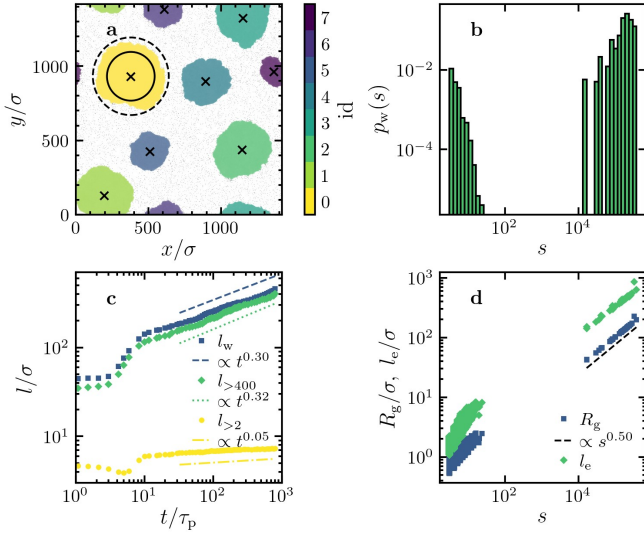 a
y/σ
1000
500
0
0
500
1000
x/σ
id
7
6
5
4
3
2
1
0
b
p_w(s)
10^−2
10^−4
10^2
10^4
s
c
l/σ
10^2
10^1
10^0
10^1
10^2
10^3
t/τ_p
l_w
∝ t^0.30
l_>400
∝ t^0.32
l_>2
∝ t^0.05
d
R_g/σ, l_e/σ
10^3
10^2
10^1
10^0
10^2
10^4
s
R_g
∝ s^0.50
l_e